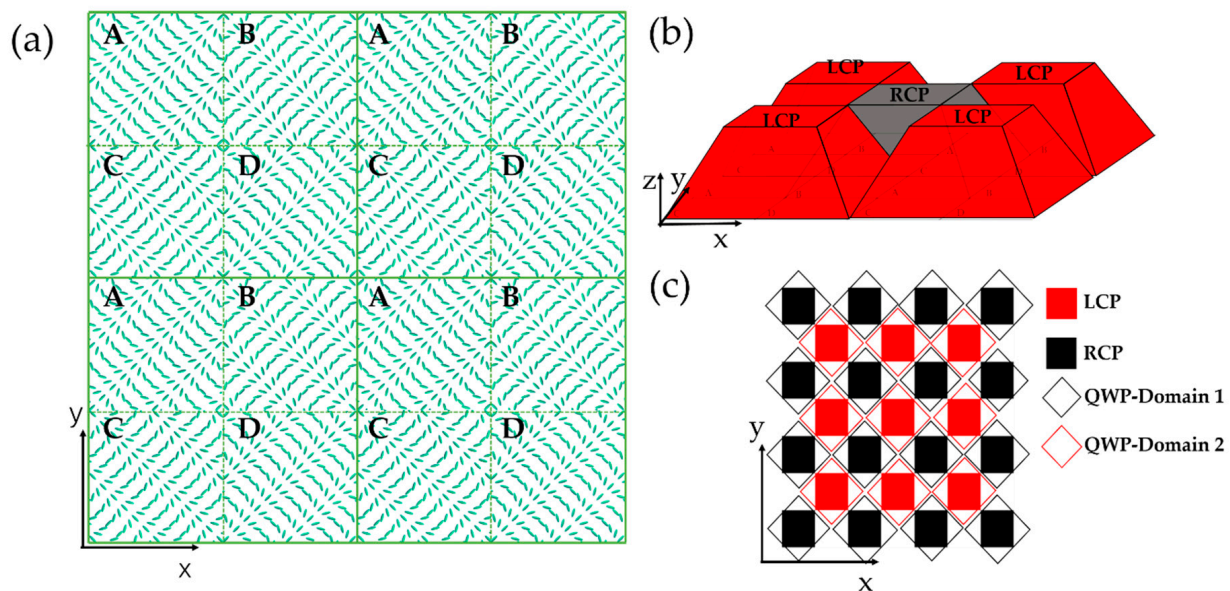 (a)
A B A B
C D C D
A B A B
C D C D
y
x
(b)
LCP LCP
RCP
LCP LCP
z y
x
(c)
LCP
RCP
QWP-Domain 1
QWP-Domain 2
y
x